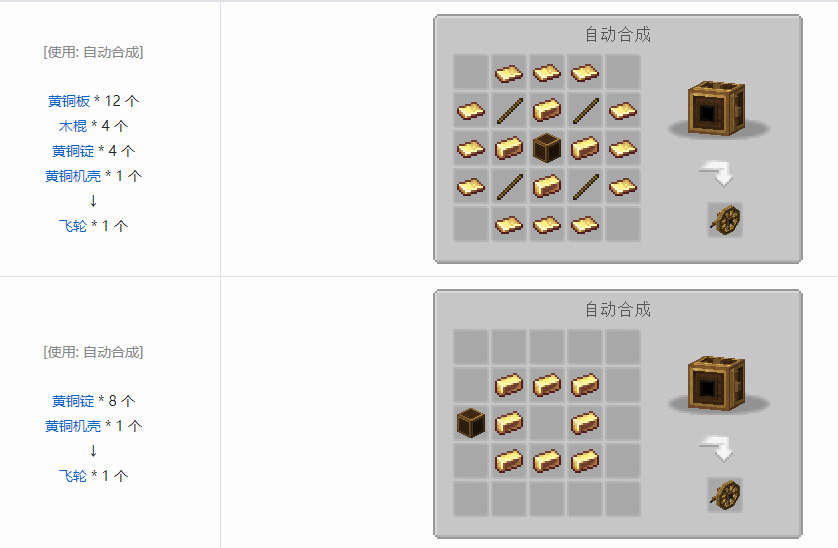 [使用: 自动合成]
黄铜板 * 12 个
木棍 * 4 个
黄铜锭 * 4 个
黄铜机壳 * 1 个
↓
飞轮 * 1 个
自动合成
[使用: 自动合成]
黄铜锭 * 8 个
黄铜机壳 * 1 个
↓
飞轮 * 1 个
自动合成